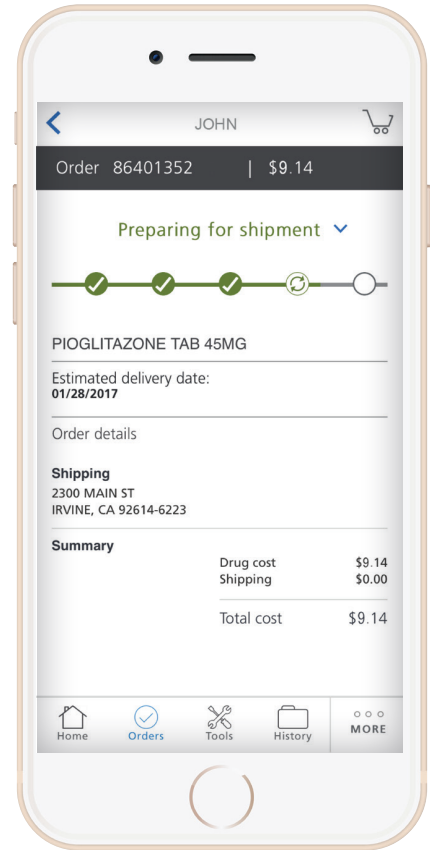 JOHN
Order 86401352 | $9.14
Preparing for shipment
PIOGLITAZONE TAB 45MG
Estimated delivery date:
01/28/2017
Order details
Shipping
2300 MAIN ST
IRVINE, CA 92614-6223
Summary
Drug cost $9.14
Shipping $0.00
Total cost $9.14
Home Orders Tools History MORE